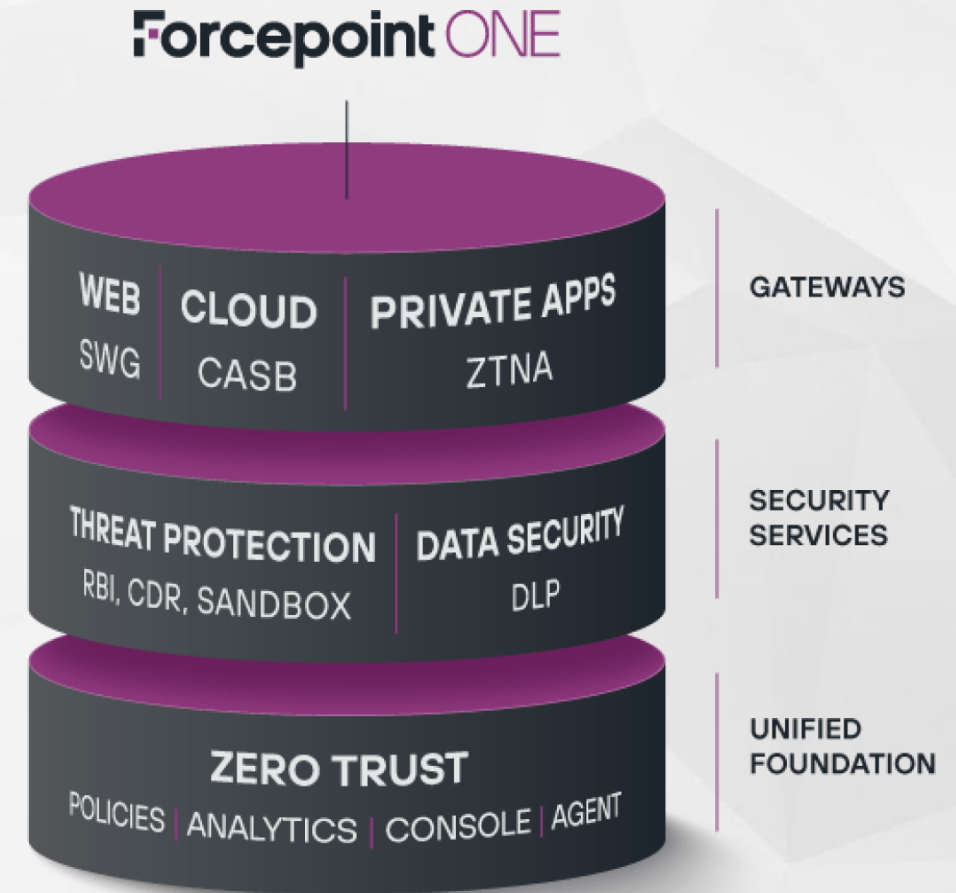 Forcepoint ONE
WEB
SWG
CLOUD
CASB
PRIVATE APPS
ZTNA
GATEWAYS
THREAT PROTECTION
RBI, CDR, SANDBOX
DATA SECURITY
DLP
SECURITY
SERVICES
ZERO TRUST
POLICIES | ANALYTICS | CONSOLE | AGENT
UNIFIED
FOUNDATION